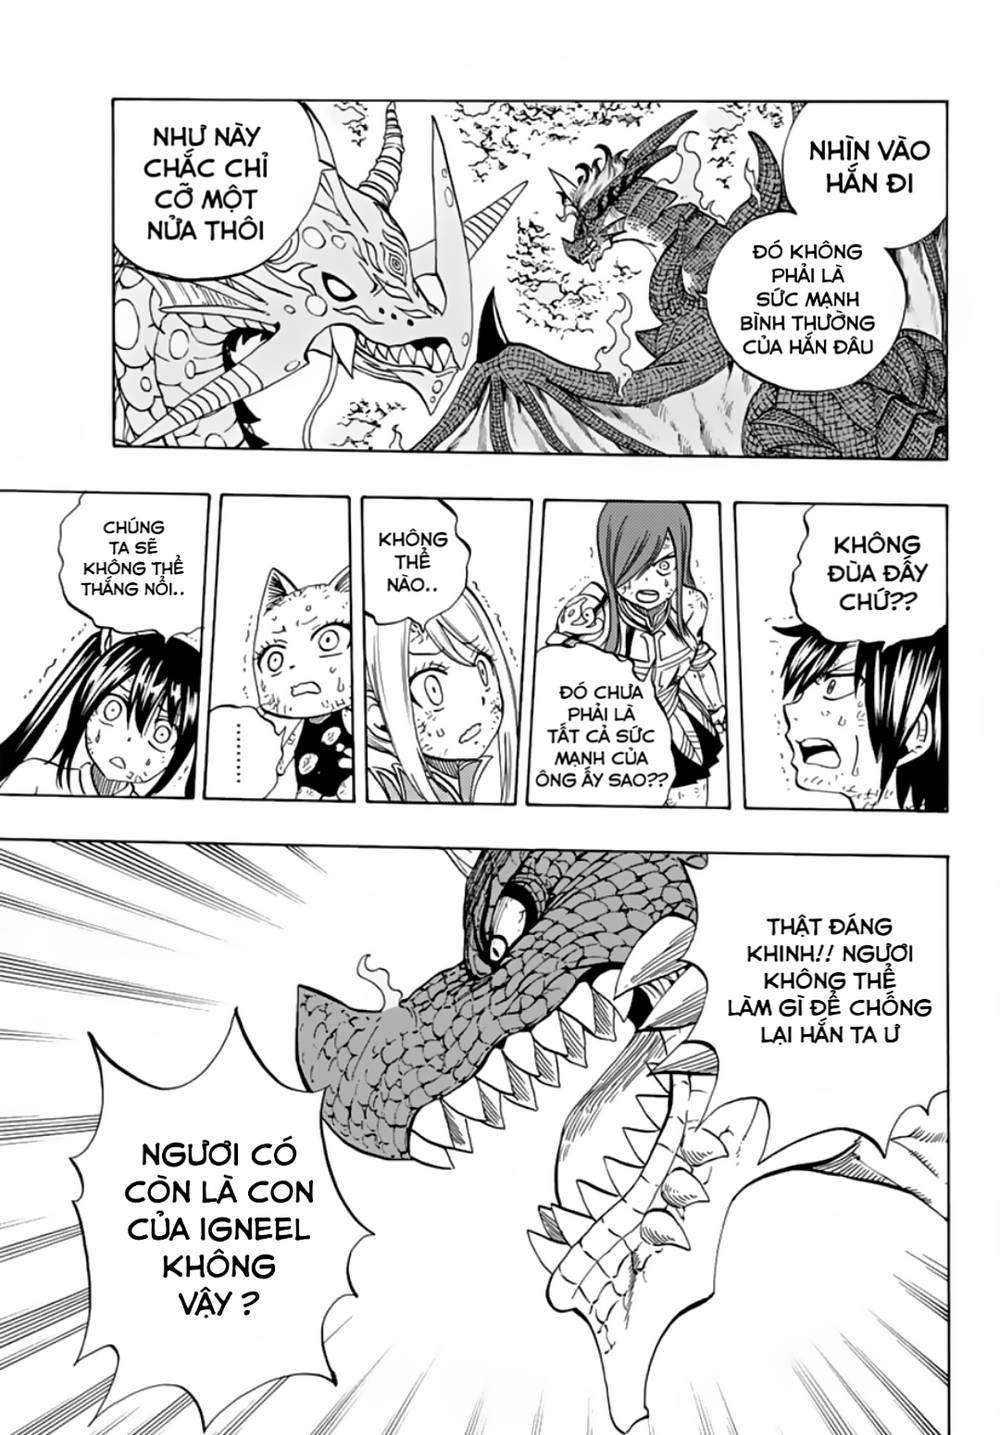 NHÌN VÀO
HẮN ĐI
ĐÓ KHÔNG
PHẢI LÀ
SỨC MẠNH
BÌNH THƯỜNG
CỦA HẮN ĐÂU
NHƯ NÀY
CHẮC CHỈ
CỠ MỘT
NỬA THÔI
KHÔNG
ĐÙA ĐẤY
CHỨ??
ĐÓ CHƯA
PHẢI LÀ
TẤT CẢ SỨC
MẠNH CỦA
ÔNG ẤY SAO??
KHÔNG
THỂ
NÀO..
.........
CHÚNG
TA SẼ
KHÔNG THỂ
THẮNG NỔI..
THẬT ĐÁNG
KHINH!! NGƯƠI
KHÔNG THỂ
LÀM GÌ ĐỂ CHỐNG
LẠI HẮN TA Ư
NGƯƠI CÓ
CÒN LÀ CON
CỦA IGNEEL
KHÔNG
VẬY ?